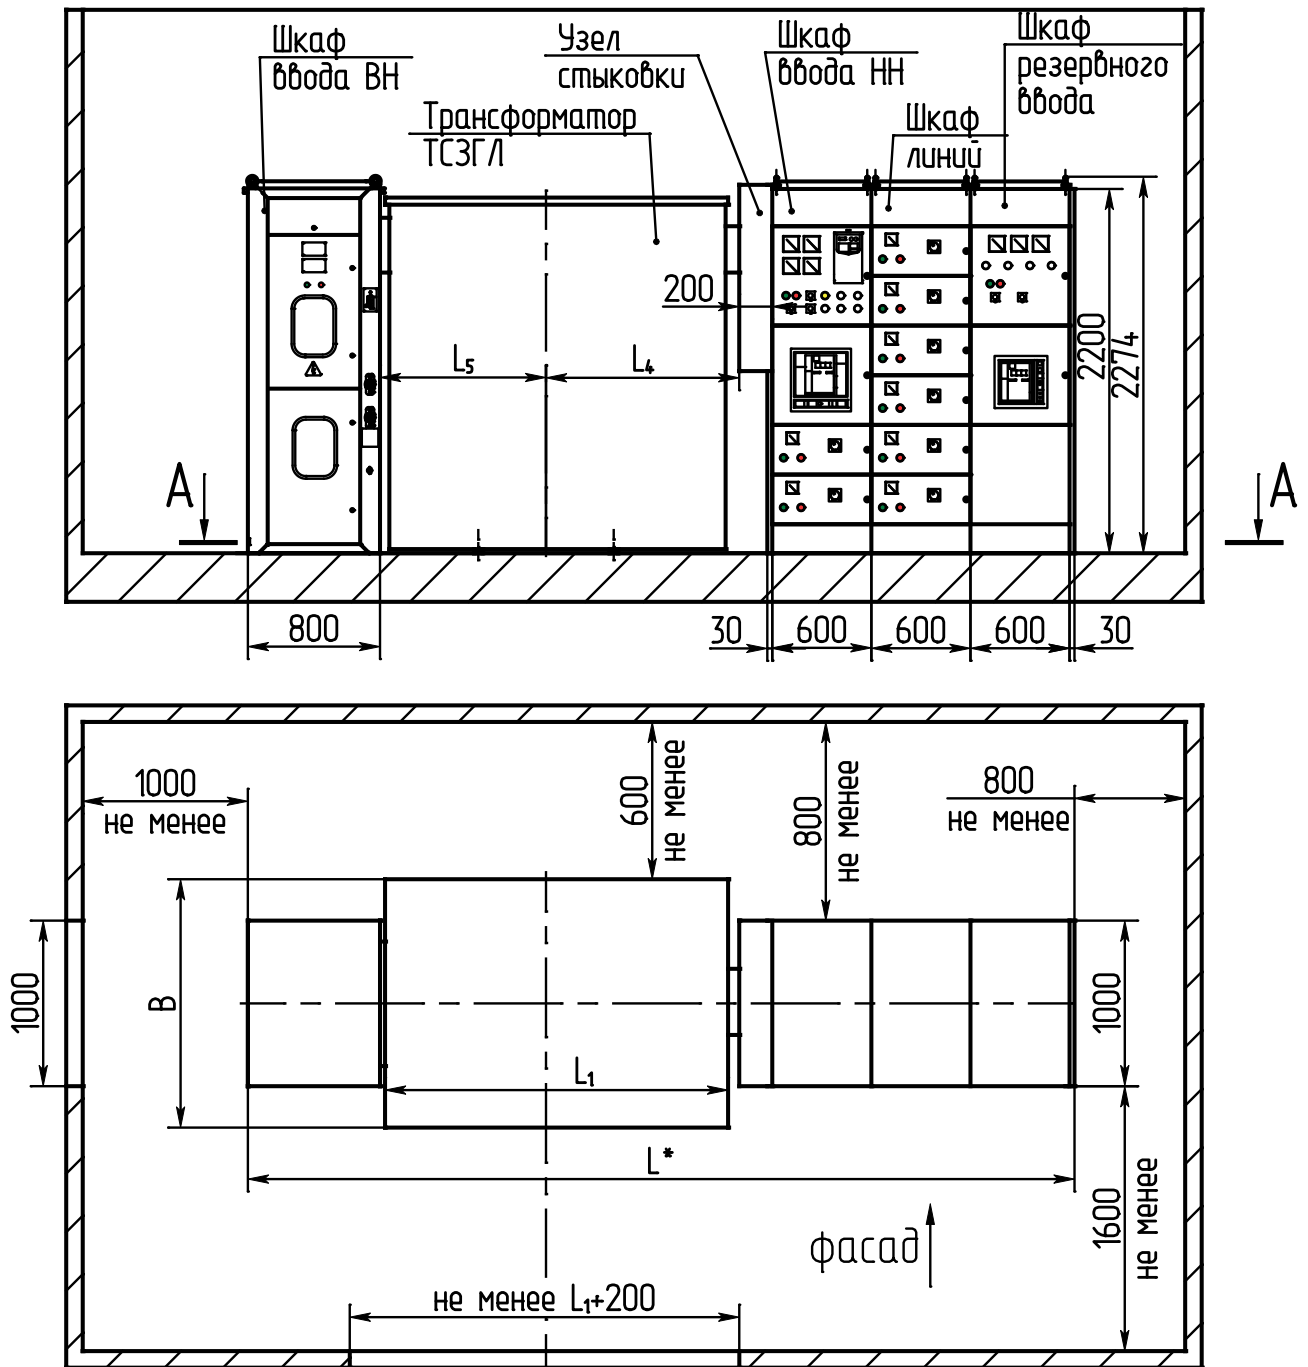 Шкаф
ввода ВН
Узел
стыковки
Шкаф
ввода НН
Шкаф
резервного
ввода
Трансформатор
ТСЗГЛ
Шкаф
линий
200
L5
L4
2200
2274
А
А
800
30
600
600
600
30
1000
не менее
600
не менее
800
не менее
800
не менее
1000
В
1000
L1
L*
1600
не менее
фасад
не менее L1+200